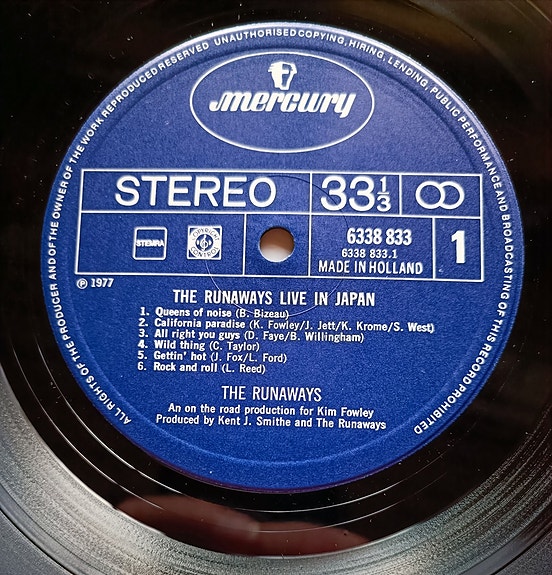 ALL RIGHTS OF THE PRODUCER AND OF THE OWNER OF THE WORK REPRODUCED RESERVED UNAUTHORISED COPYING, HIRING, LENDING, PUBLIC PERFORMANCE AND BROADCASTING OF THIS RECORD PROHIBITED
mercury
STEREO 33 1/3
STEMRA
COPYRIGHT CONTROL
6338 833
6338 833.1
MADE IN HOLLAND
1
℗ 1977
THE RUNAWAYS LIVE IN JAPAN
1. Queens of noise (B. Bizeau)
2. California paradise (K. Fowley/J. Jett/K. Krome/S. West)
3. All right you guys (D. Faye/B. Willingham)
4. Wild thing (C. Taylor)
5. Gettin' hot (J. Fox/L. Ford)
6. Rock and roll (L. Reed)
THE RUNAWAYS
An on the road production for Kim Fowley
Produced by Kent J. Smithe and The Runaways